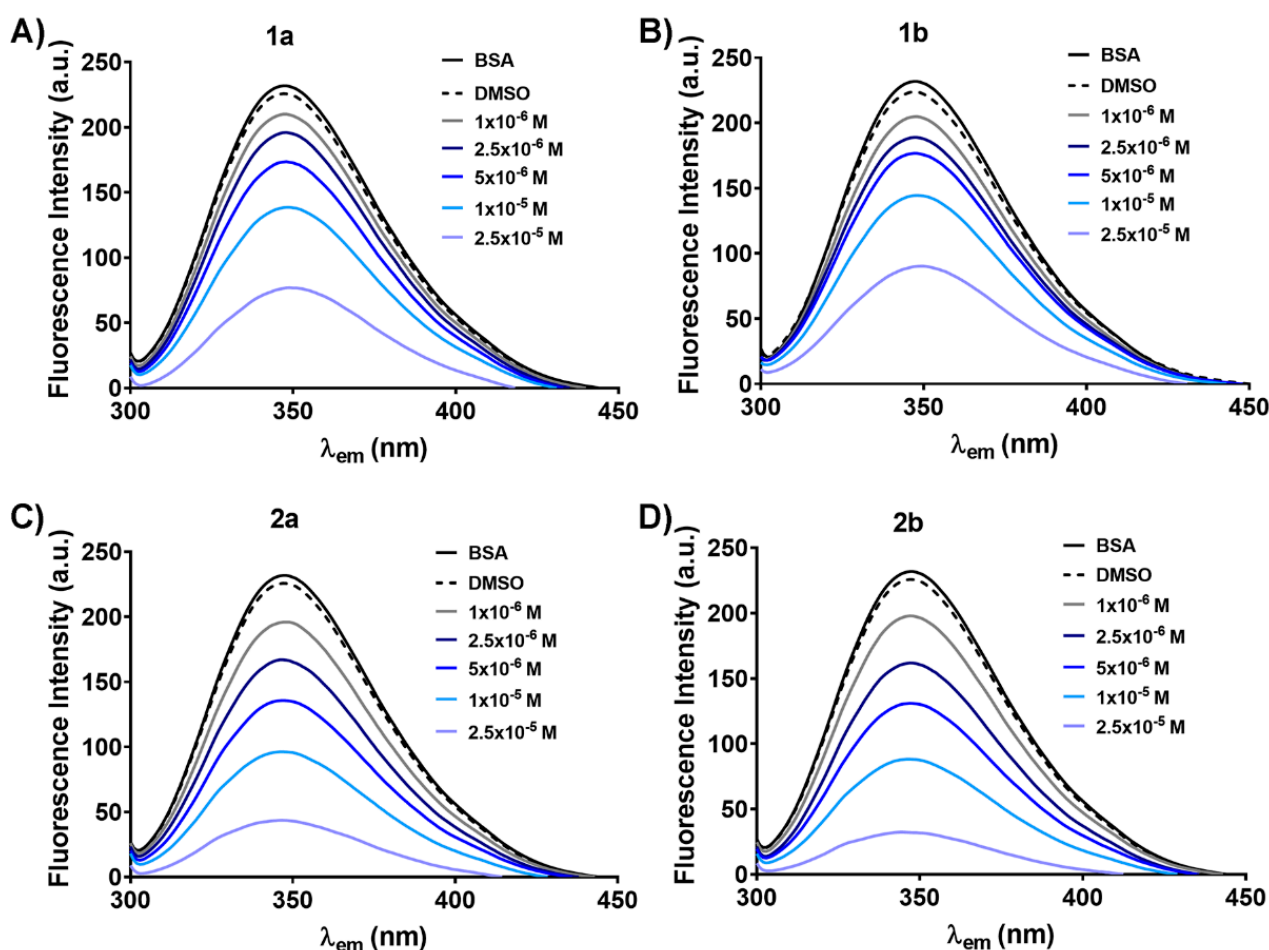 A)
1a
Fluorescence Intensity (a.u.)
250
200
150
100
50
0
300
350
400
450
λem (nm)
BSA
DMSO
1x10⁻⁶ M
2.5x10⁻⁶ M
5x10⁻⁶ M
1x10⁻⁵ M
2.5x10⁻⁵ M
B)
1b
Fluorescence Intensity (a.u.)
250
200
150
100
50
0
300
350
400
450
λem (nm)
BSA
DMSO
1x10⁻⁶ M
2.5x10⁻⁶ M
5x10⁻⁶ M
1x10⁻⁵ M
2.5x10⁻⁵ M
C)
2a
Fluorescence Intensity (a.u.)
250
200
150
100
50
0
300
350
400
450
λem (nm)
BSA
DMSO
1x10⁻⁶ M
2.5x10⁻⁶ M
5x10⁻⁶ M
1x10⁻⁵ M
2.5x10⁻⁵ M
D)
2b
Fluorescence Intensity (a.u.)
250
200
150
100
50
0
300
350
400
450
λem (nm)
BSA
DMSO
1x10⁻⁶ M
2.5x10⁻⁶ M
5x10⁻⁶ M
1x10⁻⁵ M
2.5x10⁻⁵ M